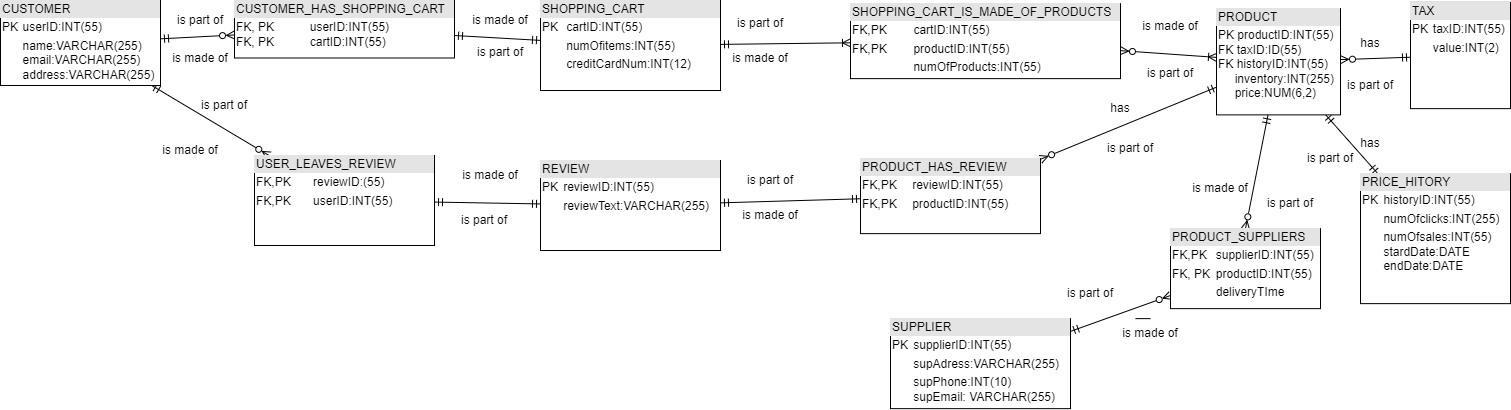 CUSTOMER
PK userID:INT(55)
name:VARCHAR(255)
email:VARCHAR(255)
address:VARCHAR(255)
is part of
is made of
CUSTOMER_HAS_SHOPPING_CART
FK, PK userID:INT(55)
FK, PK cartID:INT(55)
is made of
is part of
SHOPPING_CART
PK cartID:INT(55)
numOfitems:INT(55)
creditCardNum:INT(12)
is part of
is made of
SHOPPING_CART_IS_MADE_OF_PRODUCTS
FK,PK cartID:INT(55)
FK,PK productID:INT(55)
numOfProducts:INT(55)
is made of
is part of
PRODUCT
PK productID:INT(55)
FK taxID:ID(55)
FK historyID:INT(55)
inventory:INT(255)
price:NUM(6,2)
has
is part of
TAX
PK taxID:INT(55)
value:INT(2)
is part of
is made of
USER_LEAVES_REVIEW
FK,PK reviewID:(55)
FK,PK userID:INT(55)
is made of
is part of
REVIEW
PK reviewID:INT(55)
reviewText:VARCHAR(255)
is part of
is made of
PRODUCT_HAS_REVIEW
FK,PK reviewID:INT(55)
FK,PK productID:INT(55)
has
is part of
has
is part of
PRICE_HITORY
PK historyID:INT(55)
numOfclicks:INT(255)
numOfsales:INT(55)
stardDate:DATE
endDate:DATE
is made of
is part of
PRODUCT_SUPPLIERS
FK,PK supplierID:INT(55)
FK, PK productID:INT(55)
deliveryTIme
is part of
is made of
SUPPLIER
PK supplierID:INT(55)
supAdress:VARCHAR(255)
supPhone:INT(10)
supEmail: VARCHAR(255)